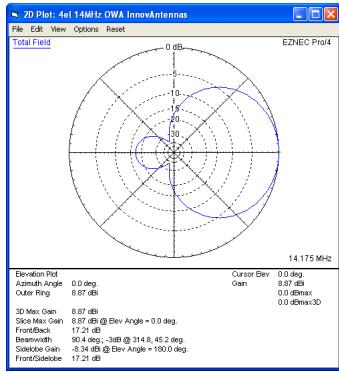 2D Plot: 4el 14MHz OWA InnovAntennas
File Edit View Options Reset
Total Field
EZNEC Pro/4
0 dB
-5
-10
-15
-20
-30
14.175 MHz
Elevation Plot
Azimuth Angle 0.0 deg.
Outer Ring 8.87 dBi
Cursor Elev 0.0 deg.
Gain 8.87 dBi
0.0 dBmax
0.0 dBmax3D
3D Max Gain 8.87 dBi
Slice Max Gain 8.87 dBi @ Elev Angle = 0.0 deg.
Front/Back 17.21 dB
Beamwidth 90.4 deg.; -3dB @ 314.8, 45.2 deg.
Sidelobe Gain -8.34 dBi @ Elev Angle = 180.0 deg.
Front/Sidelobe 17.21 dB